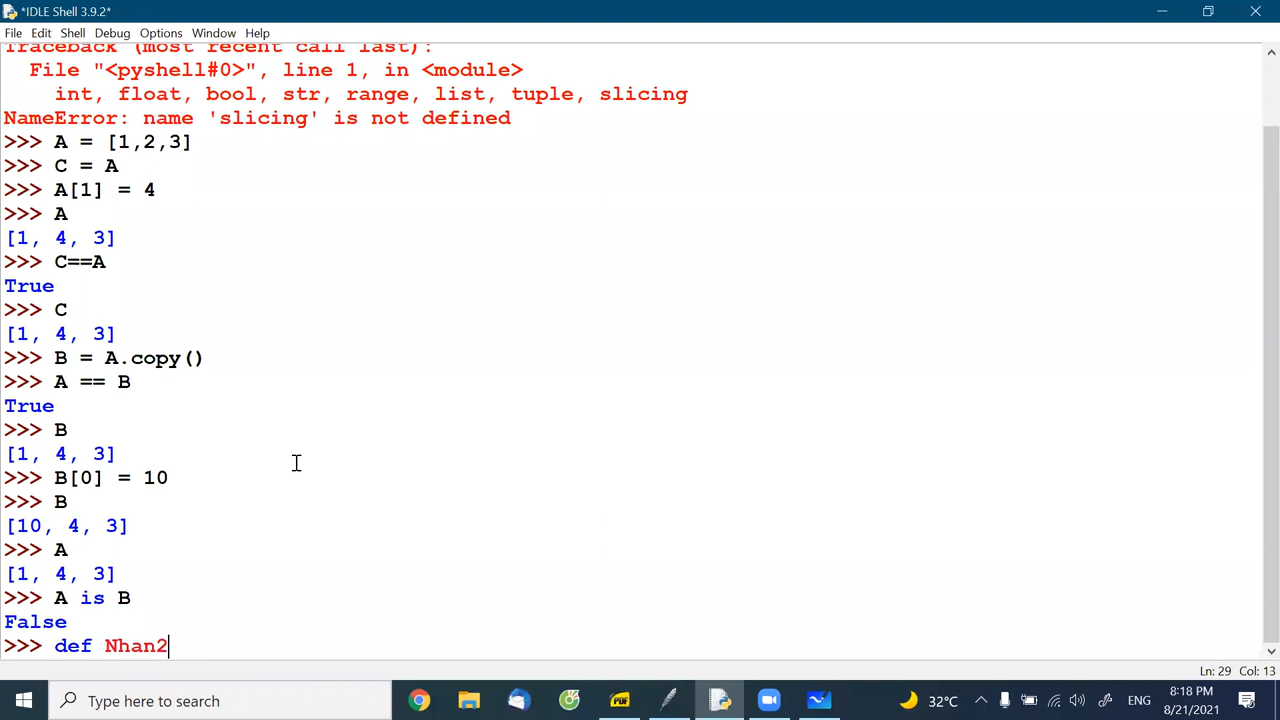 *IDLE Shell 3.9.2*
File Edit Shell Debug Options Window Help
Traceback (most recent call last):
  File "<pyshell#0>", line 1, in <module>
    int, float, bool, str, range, list, tuple, slicing
NameError: name 'slicing' is not defined
>>> A = [1,2,3]
>>> C = A
>>> A[1] = 4
>>> A
[1, 4, 3]
>>> C==A
True
>>> C
[1, 4, 3]
>>> B = A.copy()
>>> A == B
True
>>> B
[1, 4, 3]
>>> B[0] = 10
>>> B
[10, 4, 3]
>>> A
[1, 4, 3]
>>> A is B
False
>>> def Nhan2
Ln: 29 Col: 13
Type here to search
PDF
32°C
ENG
8:18 PM
8/21/2021